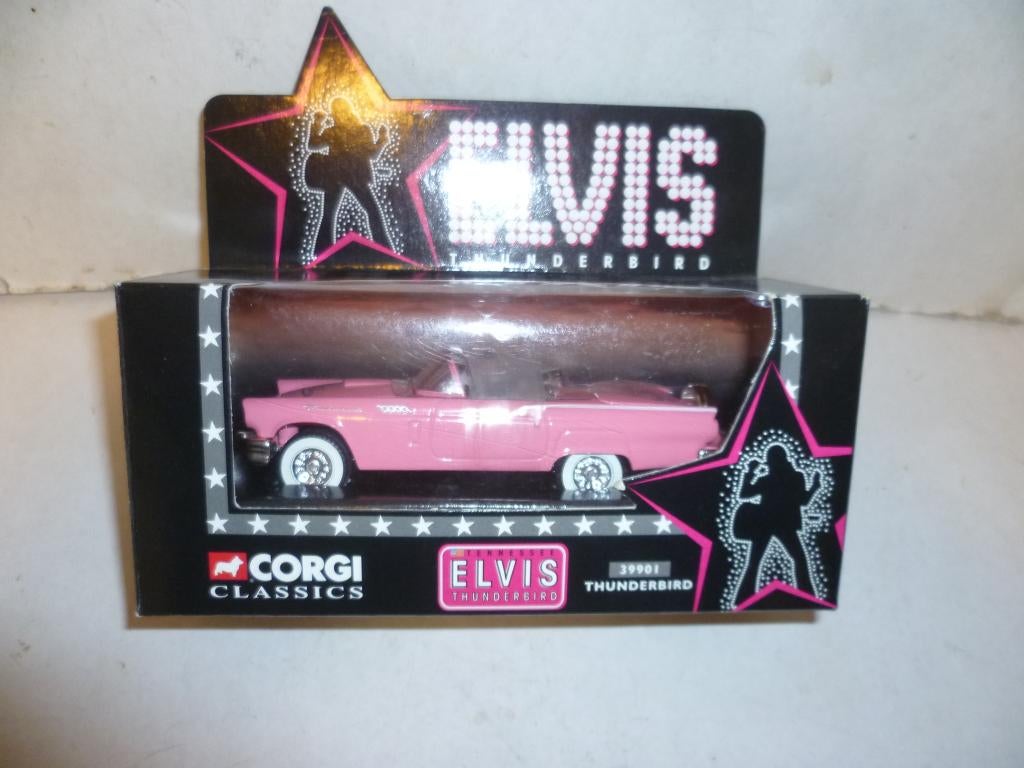 ELVIS
THUNDERBIRD
CORGI
CLASSICS
TENNESSEE
ELVIS
THUNDERBIRD
39901
THUNDERBIRD